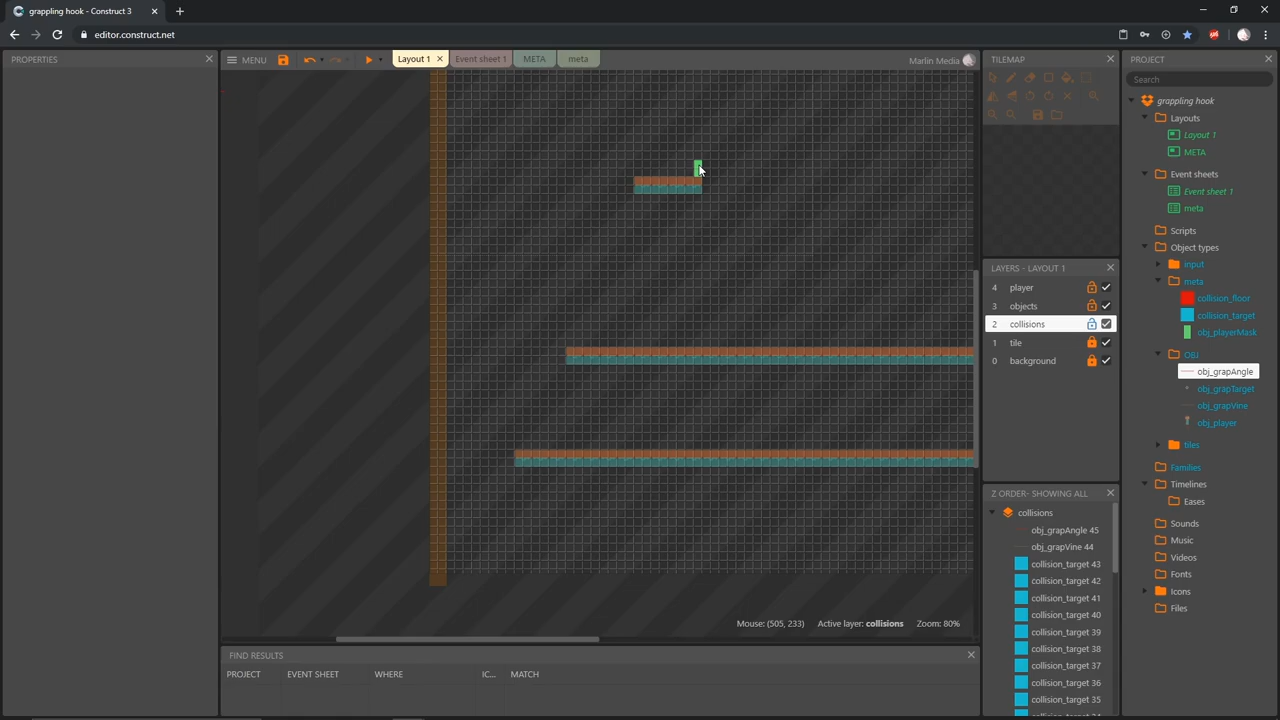 grappling hook - Construct 3
editor.construct.net
PROPERTIES
MENU
Layout 1
Event sheet 1
META
meta
Marlin Media
TILEMAP
PROJECT
Search
grappling hook
Layouts
Layout 1
META
Event sheets
Event sheet 1
meta
Scripts
Object types
input
meta
collision_floor
collision_target
obj_playerMask
OBJ
obj_grapAngle
obj_grapTarget
obj_grapVine
obj_player
tiles
Families
Timelines
Eases
Sounds
Music
Videos
Fonts
Icons
Files
LAYERS - LAYOUT 1
4 player
3 objects
2 collisions
1 tile
0 background
Z ORDER- SHOWING ALL
collisions
obj_grapAngle 45
obj_grapVine 44
collision_target 43
collision_target 42
collision_target 41
collision_target 40
collision_target 39
collision_target 38
collision_target 37
collision_target 36
collision_target 35
Mouse: (505, 233) Active layer: collisions Zoom: 80%
FIND RESULTS
PROJECT EVENT SHEET WHERE IC... MATCH